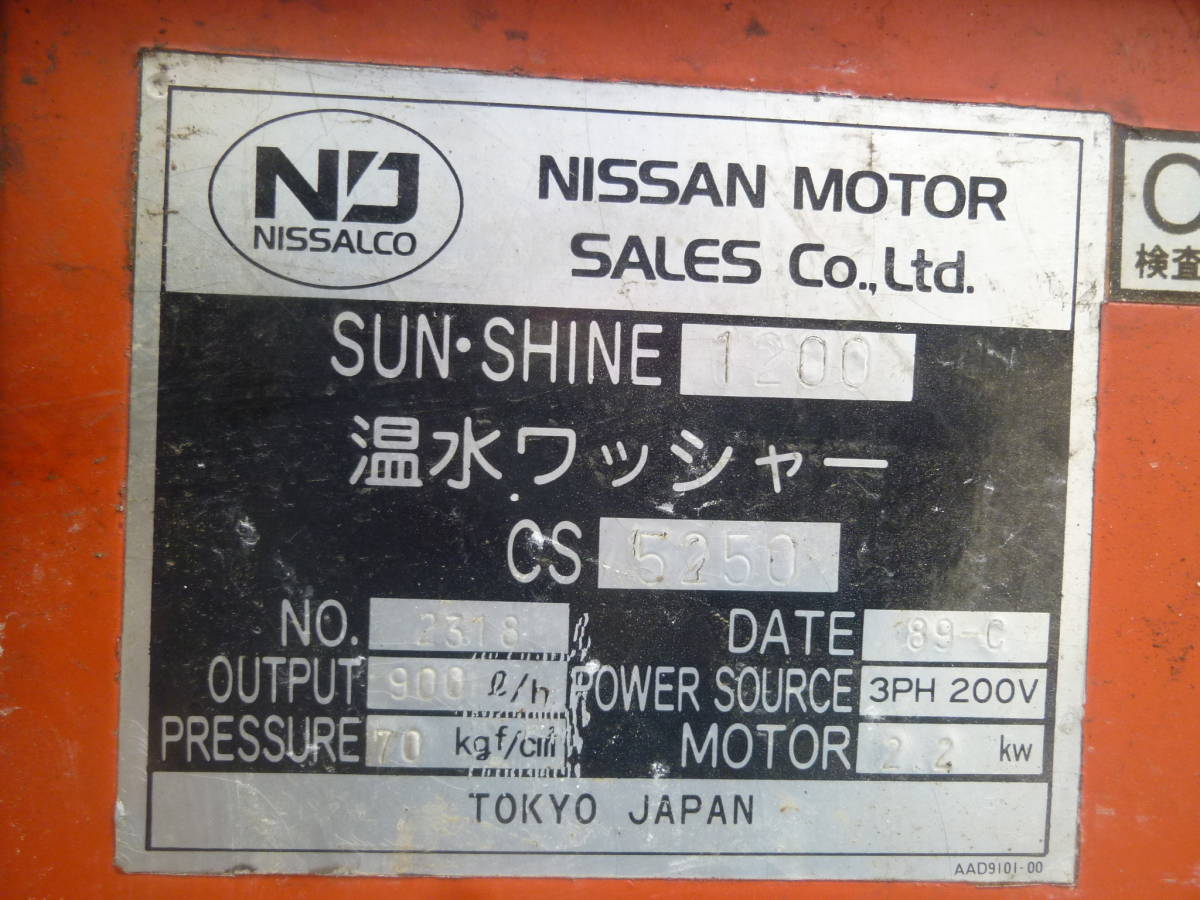 NISSALCO
NISSAN MOTOR
SALES Co.,Ltd.
検査
SUN・SHINE 1200
温水ワッシャー
CS 5250
NO. 2318 DATE 89-C
OUTPUT 900 ℓ/h POWER SOURCE 3PH 200V
PRESSURE 70 kgf/cm² MOTOR 2.2 kw
TOKYO JAPAN
AAD9101-00